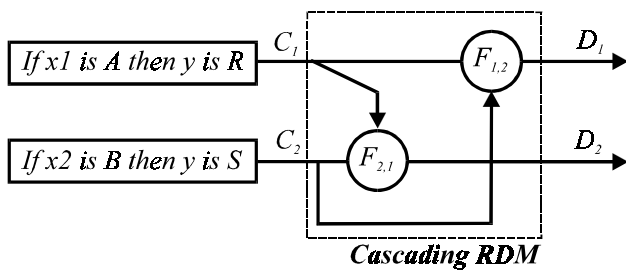 If x1 is A then y is R
C1
F1,2
D1
If x2 is B then y is S
C2
F2,1
D2
Cascading RDM